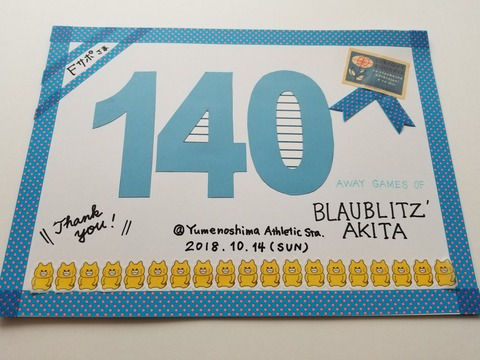 Fサポさま
140
AWAY GAMES OF
BLAUBLITZ'
AKITA
Thank
you!
@Yumenoshima Athletic Sta.
2018.10.14(SUN)